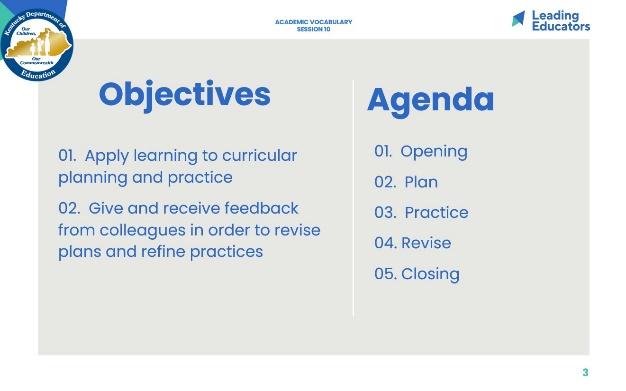 Kentucky Department of
Our
Children,
Our
Commonwealth
Education
ACADEMIC VOCABULARY
SESSION 10
Leading
Educators
Objectives
01. Apply learning to curricular
planning and practice
02. Give and receive feedback
from colleagues in order to revise
plans and refine practices
Agenda
01. Opening
02. Plan
03. Practice
04. Revise
05. Closing
3